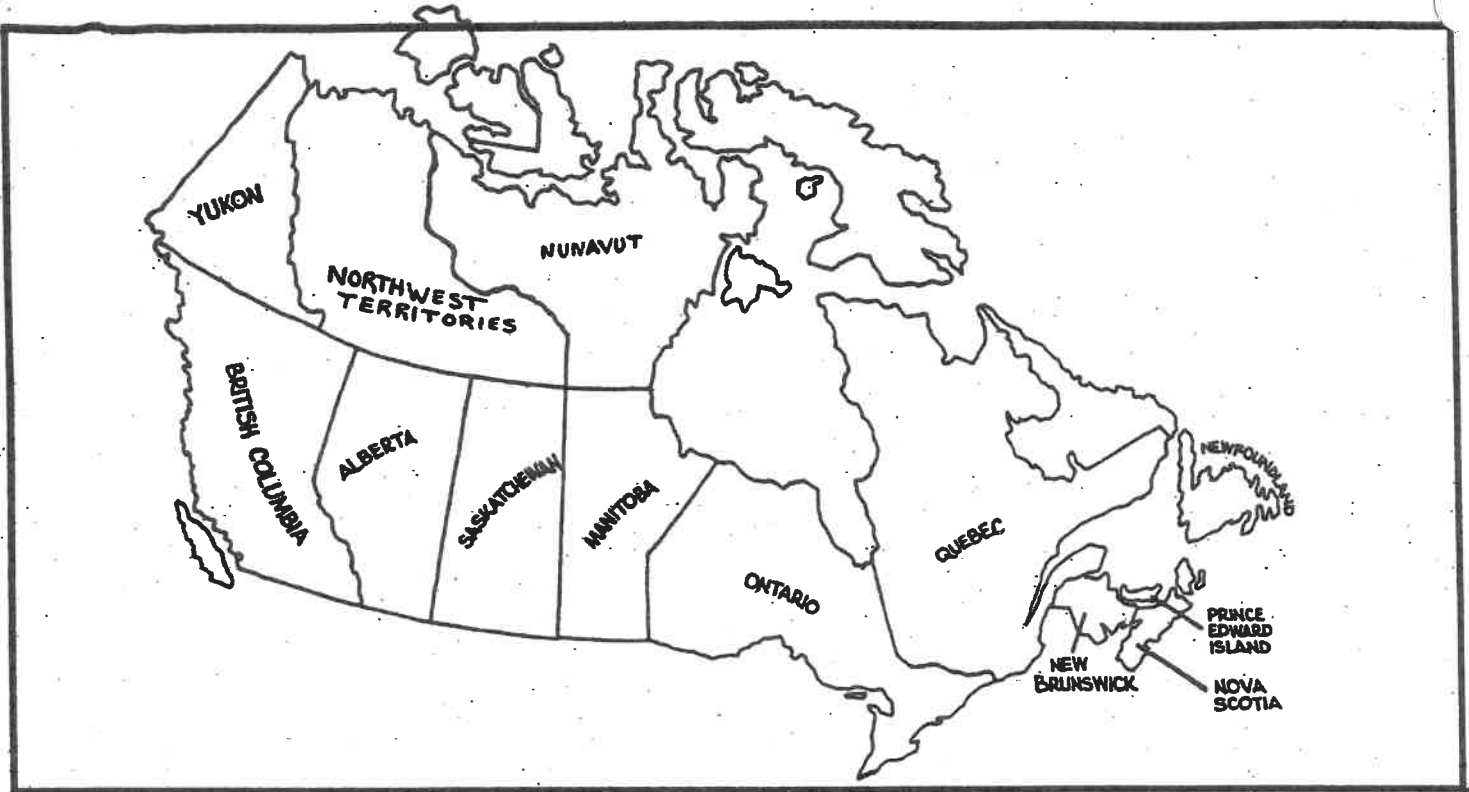 YUKON
NUNAVUT
NORTHWEST
TERRITORIES
BRITISH COLUMBIA
ALBERTA
SASKATCHEWAN
MANITOBA
ONTARIO
QUEBEC
NEWFOUNDLAND
PRINCE
EDWARD
ISLAND
NEW
BRUNSWICK
NOVA
SCOTIA